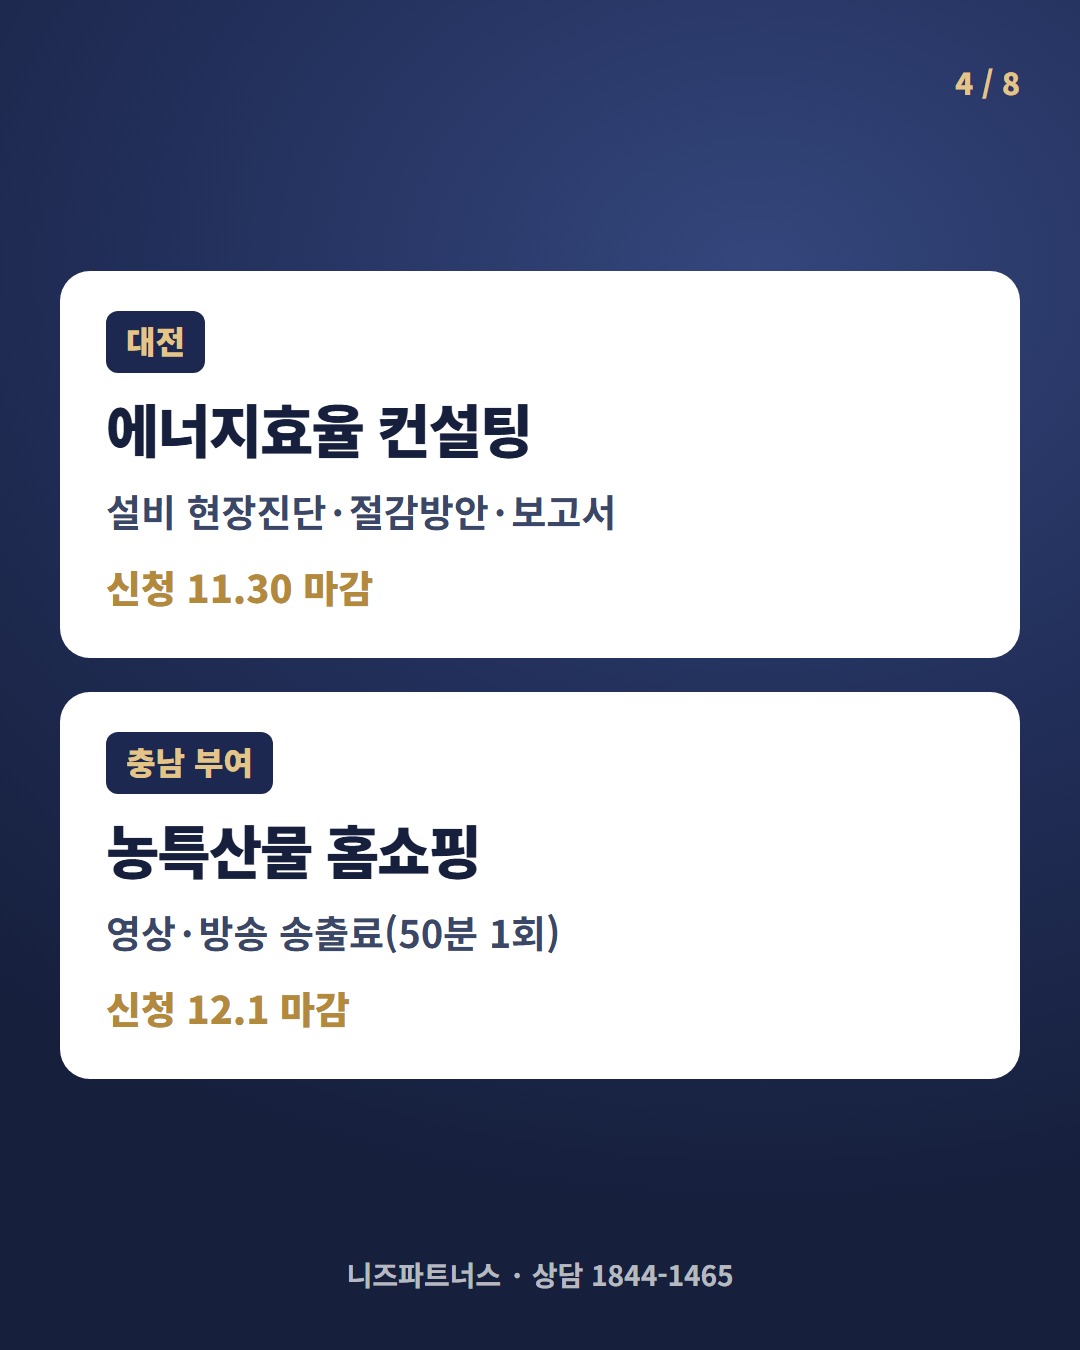 4 / 8
대전
에너지효율 컨설팅
설비 현장진단·절감방안·보고서
신청 11.30 마감
충남 부여
농특산물 홈쇼핑
영상·방송 송출료(50분 1회)
신청 12.1 마감
니즈파트너스 · 상담 1844-1465